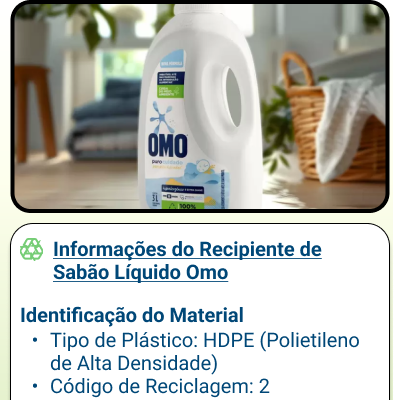 OMO
100%
Informações do Recipiente de
Sabão Líquido Omo
Identificação do Material
• Tipo de Plástico: HDPE (Polietileno
de Alta Densidade)
• Código de Reciclagem: 2